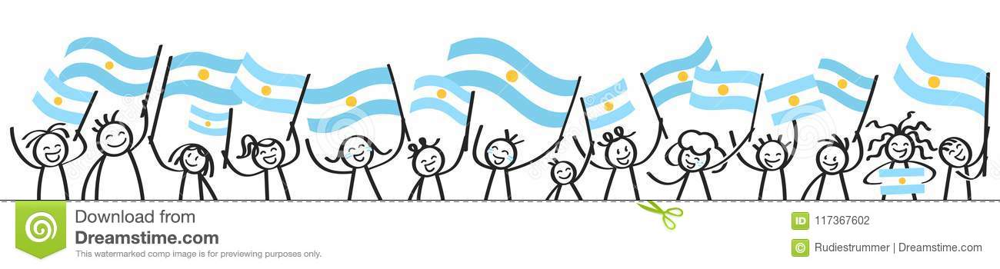 Download from
Dreamstime.com
This watermarked comp image is for previewing purposes only.
ID 117367602
© Rudiestrummer | Dreamstime.com